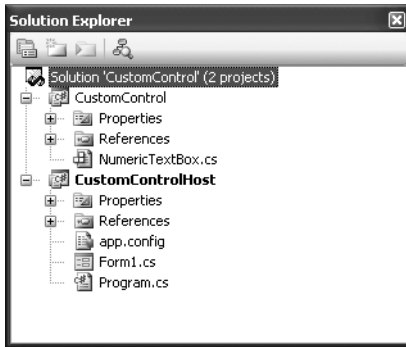 Solution Explorer
Solution 'CustomControl' (2 projects)
CustomControl
Properties
References
NumericTextBox.cs
CustomControlHost
Properties
References
app.config
Form1.cs
Program.cs